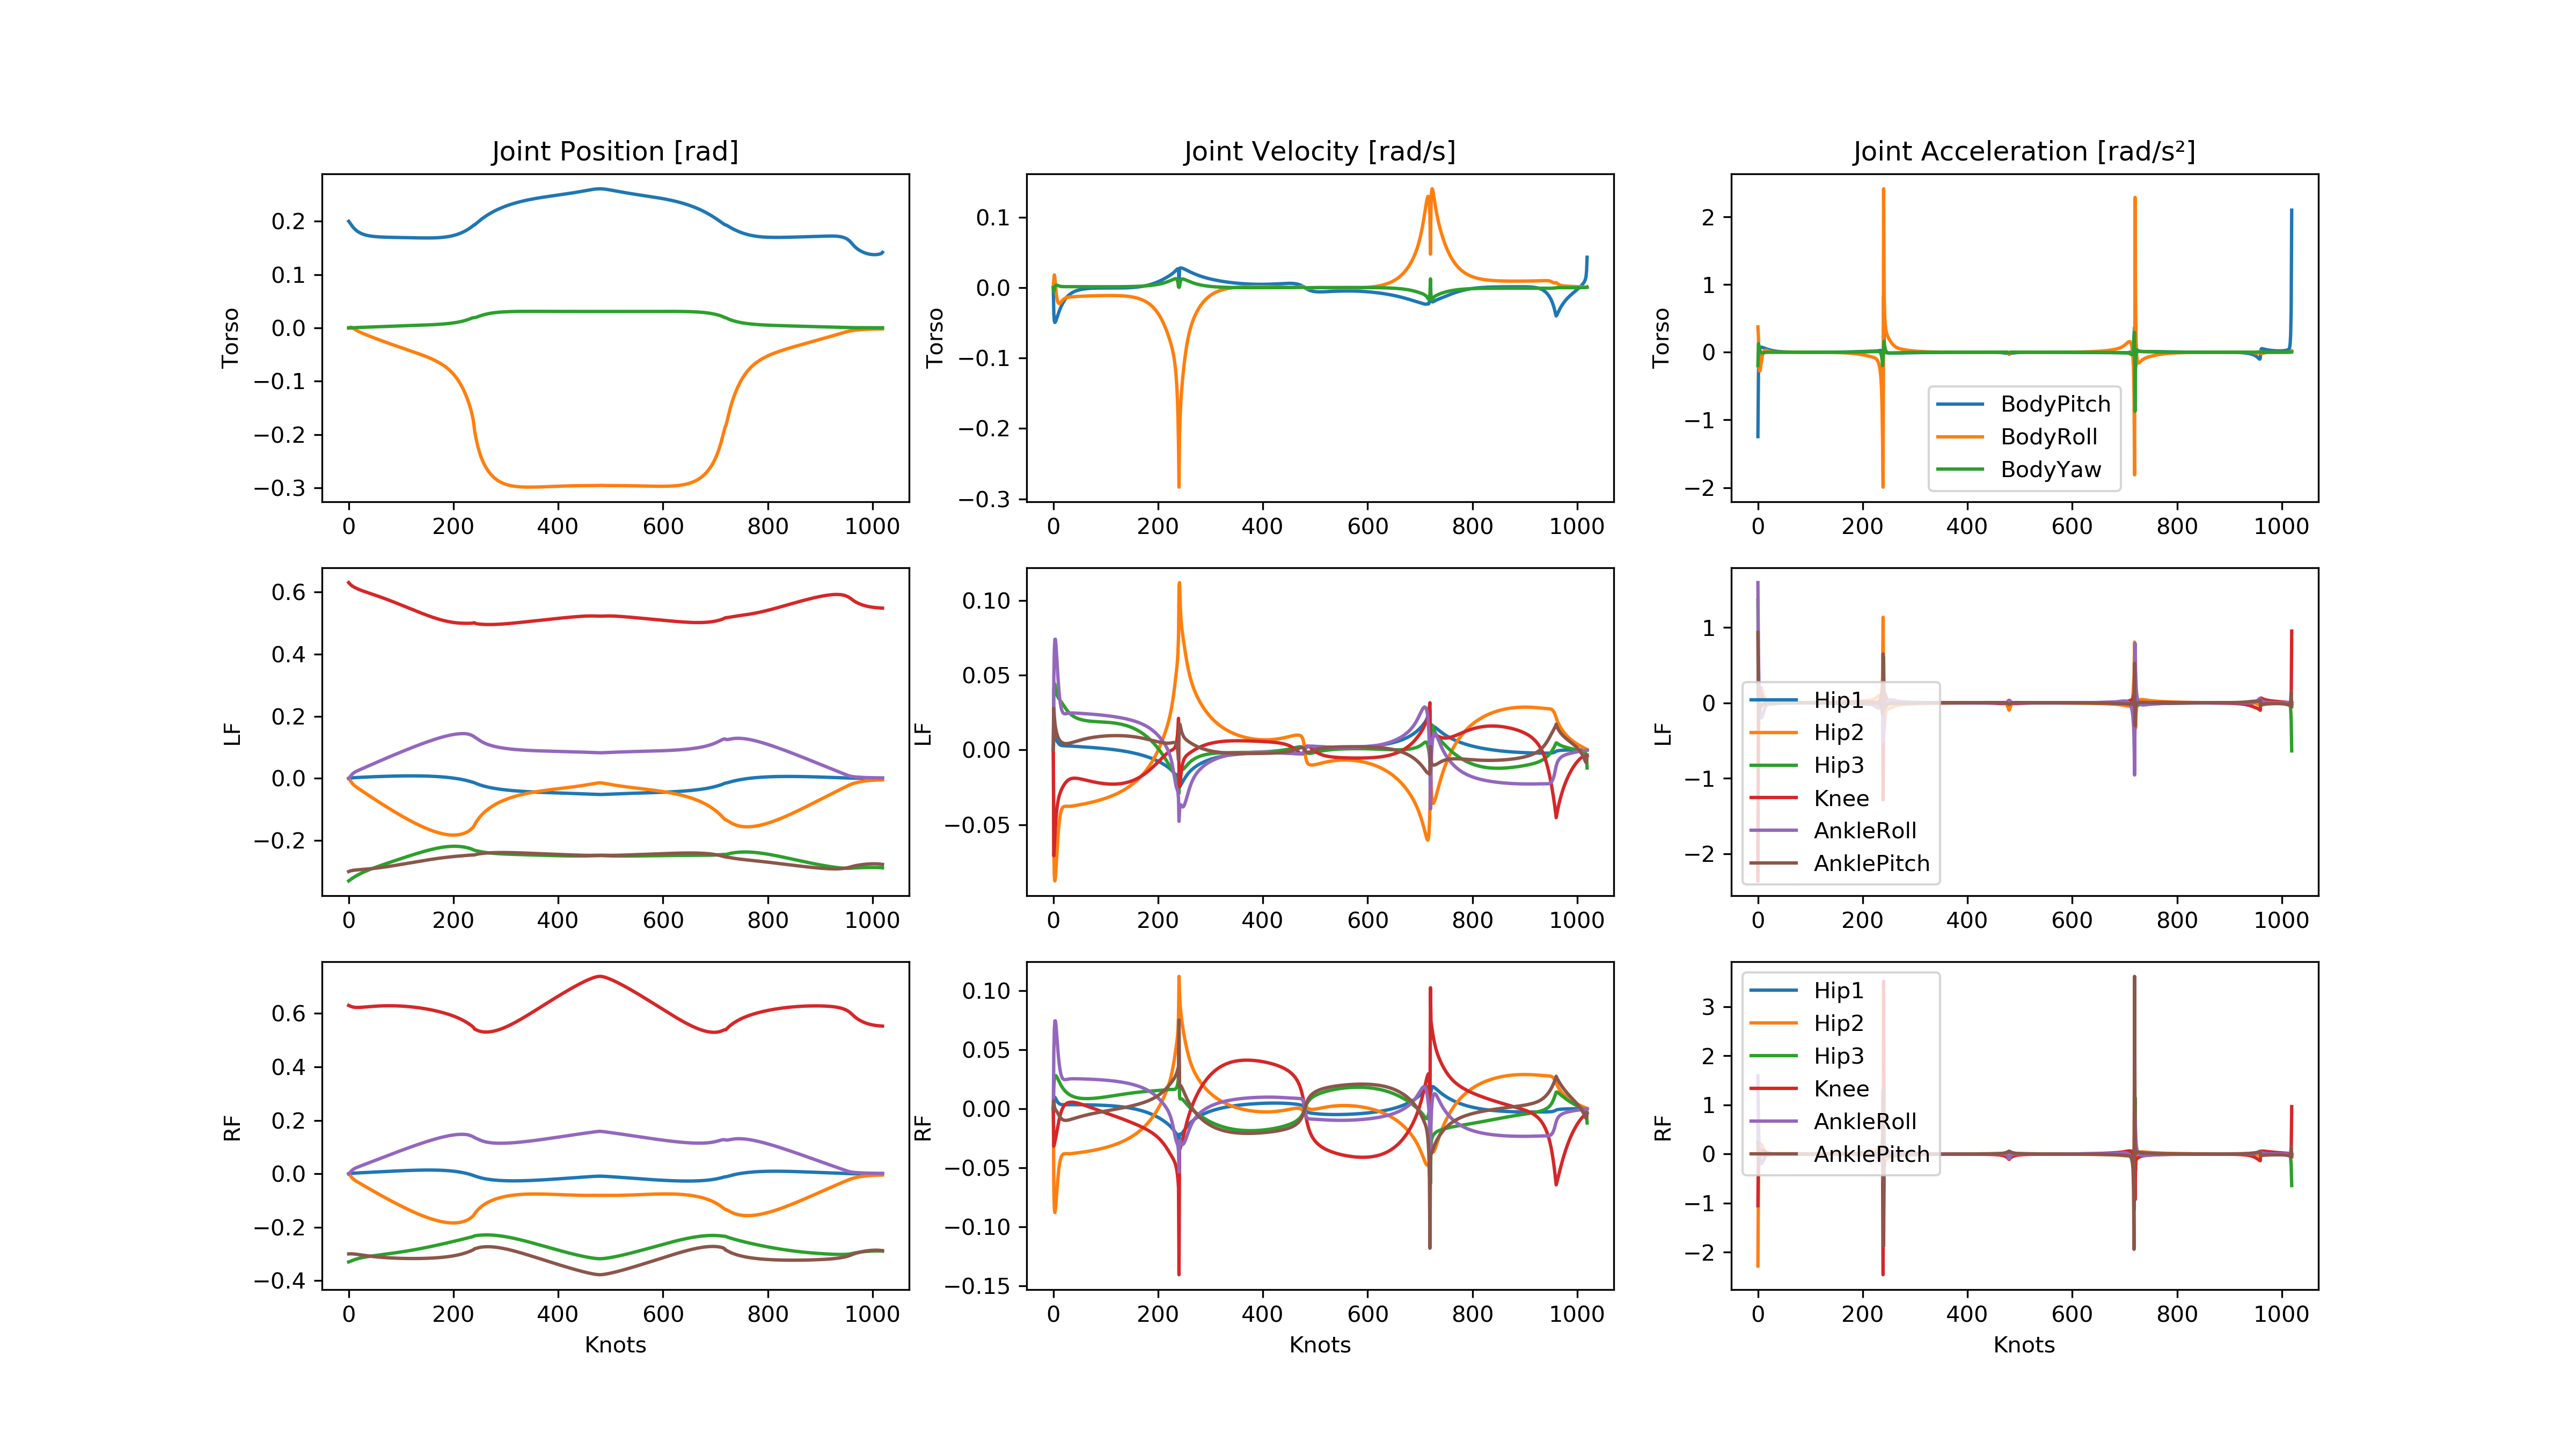 Joint Position [rad]
Joint Velocity [rad/s]
Joint Acceleration [rad/s²]
Torso
0.2
0.1
0.0
−0.1
−0.2
−0.3
0 200 400 600 800 1000
Torso
0.1
0.0
−0.1
−0.2
−0.3
0 200 400 600 800 1000
Torso
2
1
0
−1
−2
BodyPitch
BodyRoll
BodyYaw
0 200 400 600 800 1000
LF
0.6
0.4
0.2
0.0
−0.2
0 200 400 600 800 1000
LF
0.10
0.05
0.00
−0.05
0 200 400 600 800 1000
LF
1
0
−1
−2
Hip1
Hip2
Hip3
Knee
AnkleRoll
AnklePitch
0 200 400 600 800 1000
RF
0.6
0.4
0.2
0.0
−0.2
−0.4
0 200 400 600 800 1000
Knots
RF
0.10
0.05
0.00
−0.05
−0.10
−0.15
0 200 400 600 800 1000
Knots
RF
3
2
1
0
−1
−2
Hip1
Hip2
Hip3
Knee
AnkleRoll
AnklePitch
0 200 400 600 800 1000
Knots